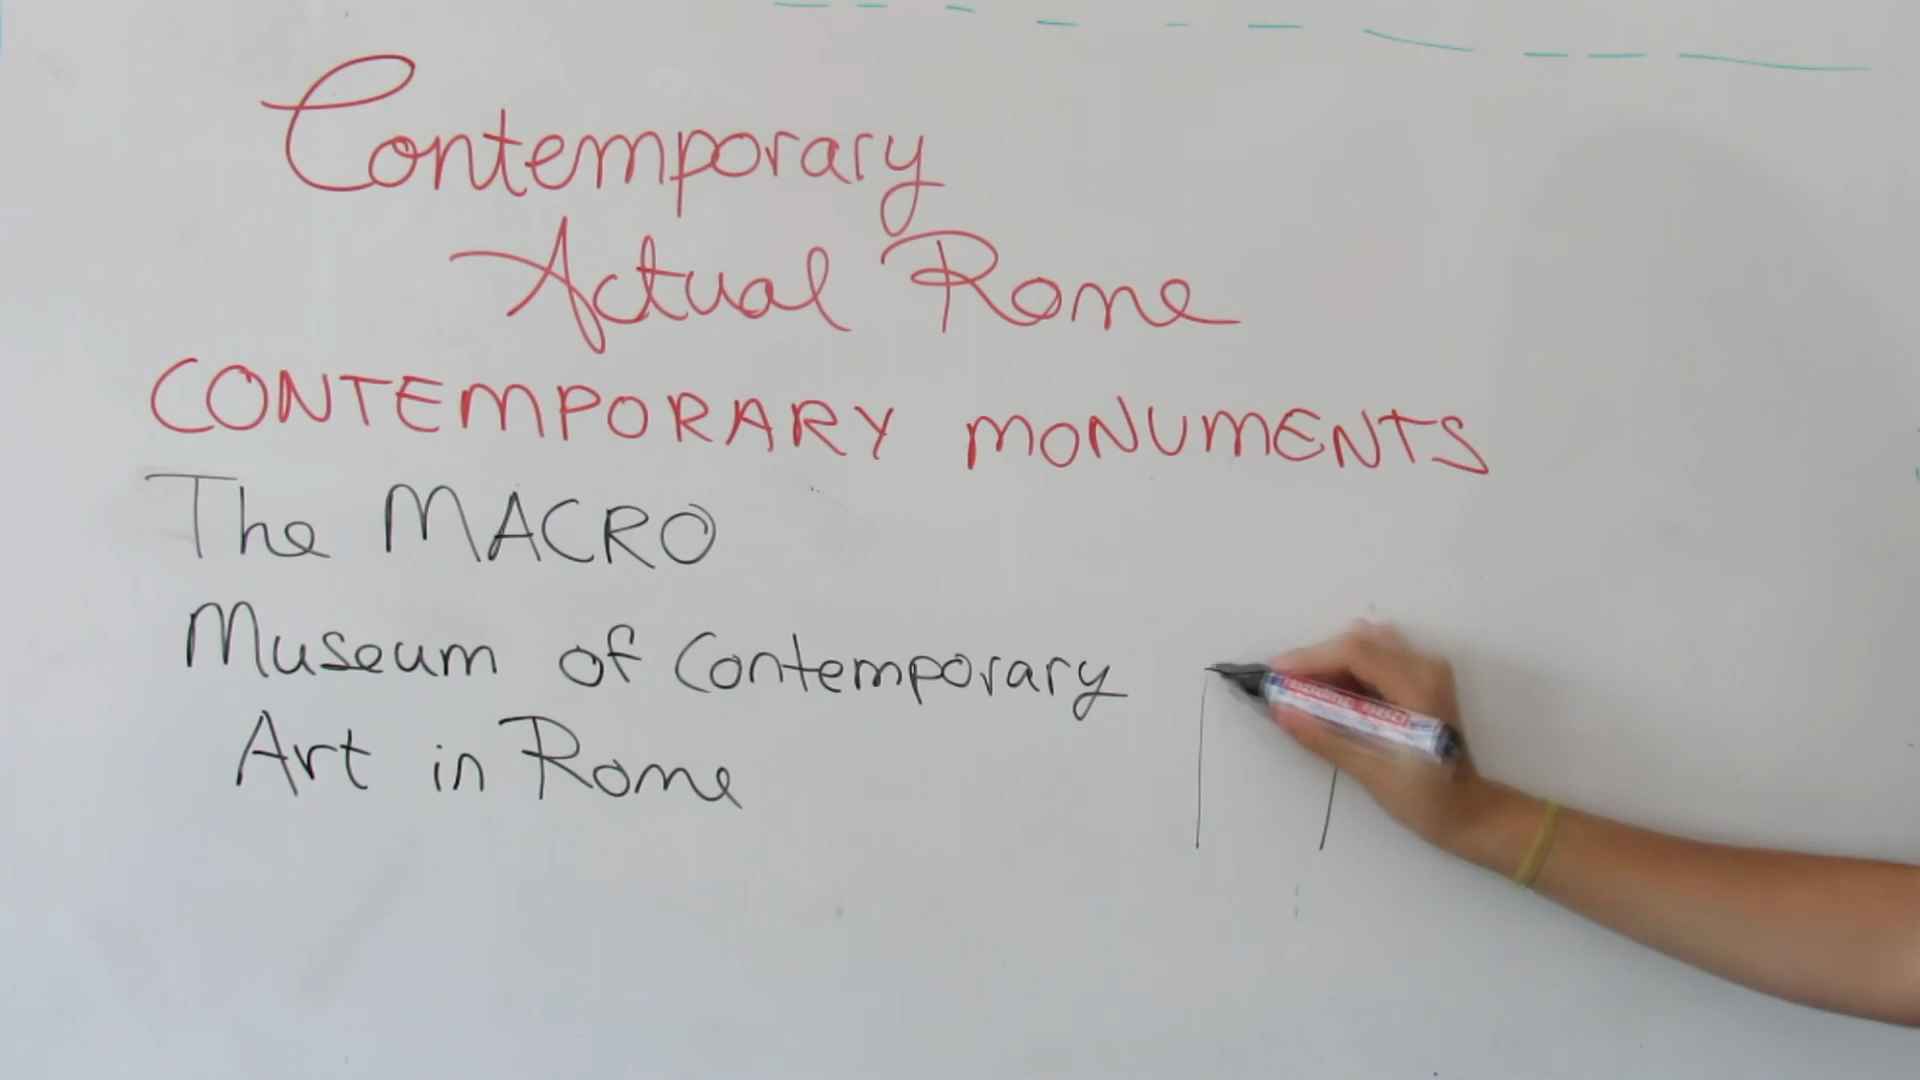 Contemporary
Actual Rome
CONTEMPORARY MONUMENTS
The MACRO
Museum of Contemporary
Art in Rome